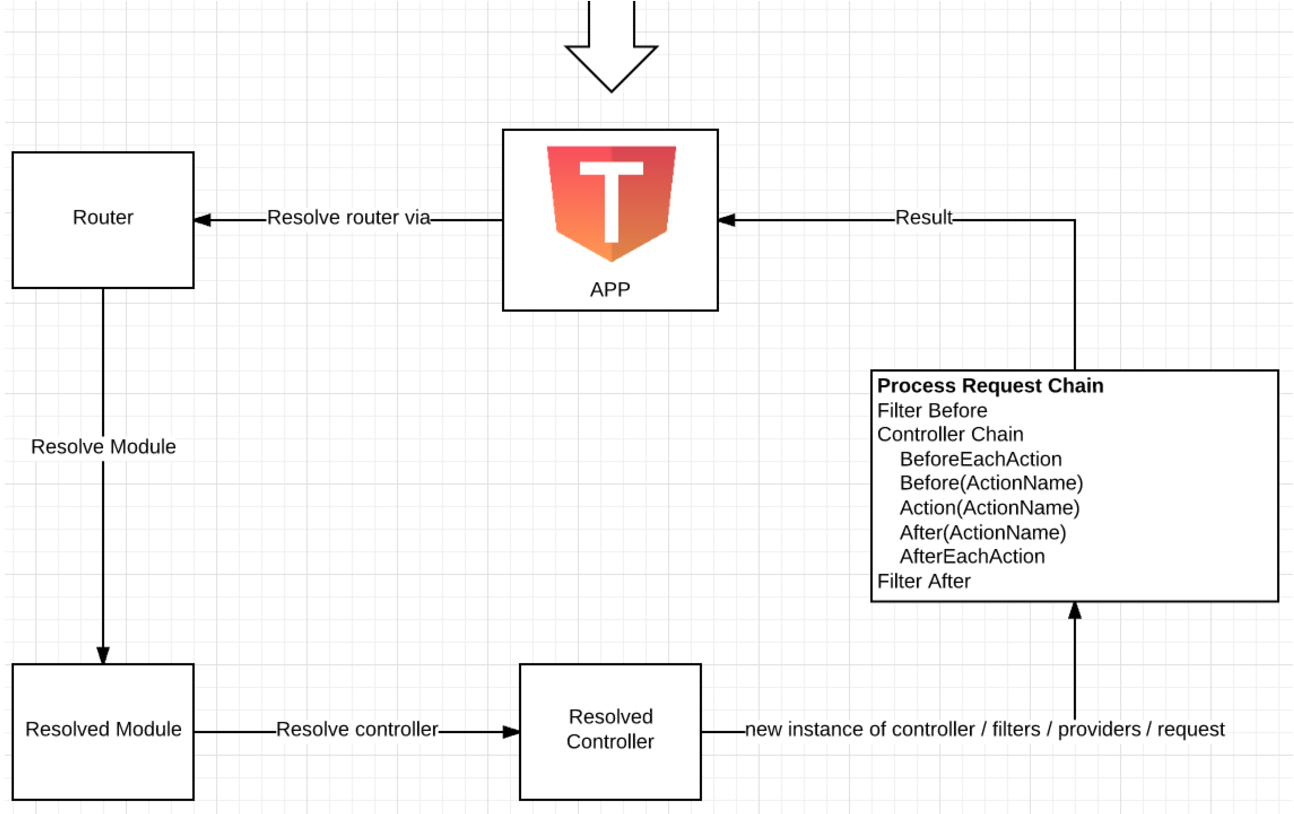 T
APP
Router
Resolve router via
Result
Resolve Module
Process Request Chain
Filter Before
Controller Chain
BeforeEachAction
Before(ActionName)
Action(ActionName)
After(ActionName)
AfterEachAction
Filter After
Resolved Module
Resolve controller
Resolved
Controller
new instance of controller / filters / providers / request